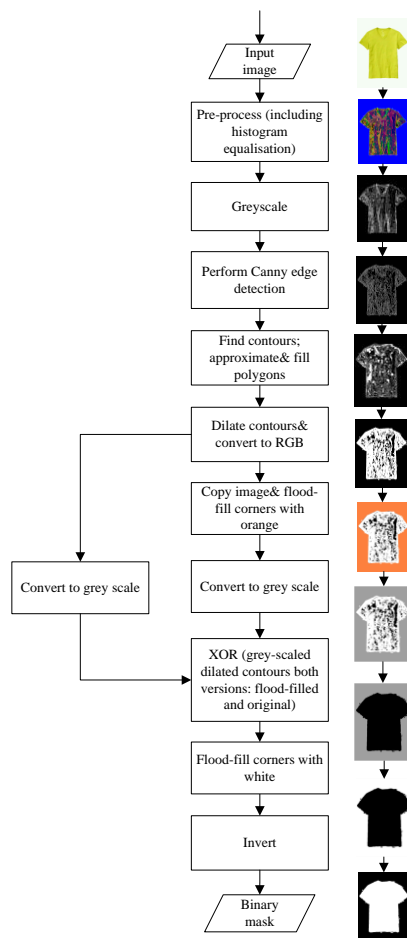 Input
image
Pre-process (including
histogram
equalisation)
Greyscale
Perform Canny edge
detection
Find contours;
approximate& fill
polygons
Dilate contours&
convert to RGB
Copy image& flood-
fill corners with
orange
Convert to grey scale
Convert to grey scale
XOR (grey-scaled
dilated contours both
versions: flood-filled
and original)
Flood-fill corners with
white
Invert
Binary
mask